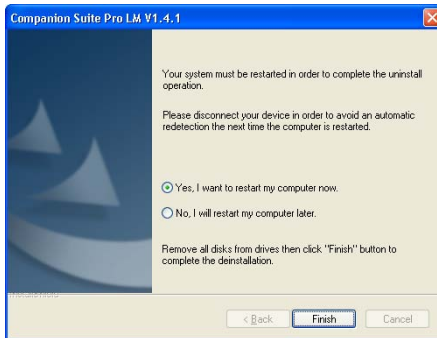 Companion Suite Pro LM V1.4.1
Your system must be restarted in order to complete the uninstall
operation.
Please disconnect your device in order to avoid an automatic
redetection the next time the computer is restarted.
Yes, I want to restart my computer now.
No, I will restart my computer later.
Remove all disks from drives then click "Finish" button to
complete the deinstallation.
< Back
Finish
Cancel